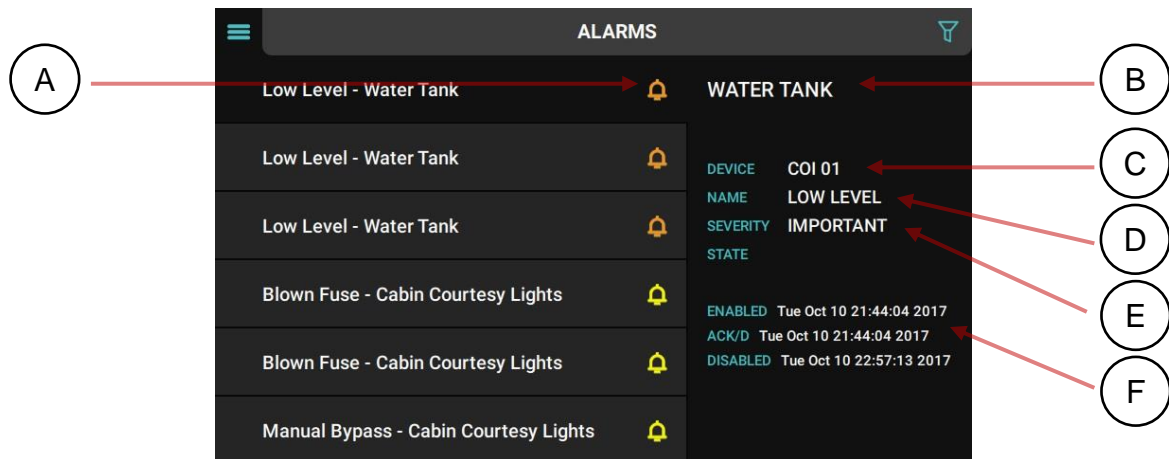 ALARMS
A
Low Level - Water Tank
WATER TANK
B
Low Level - Water Tank
DEVICE COI 01
C
NAME LOW LEVEL
D
Low Level - Water Tank
SEVERITY IMPORTANT
E
STATE
Blown Fuse - Cabin Courtesy Lights
ENABLED Tue Oct 10 21:44:04 2017
ACK/D Tue Oct 10 21:44:04 2017
F
Blown Fuse - Cabin Courtesy Lights
DISABLED Tue Oct 10 22:57:13 2017
Manual Bypass - Cabin Courtesy Lights